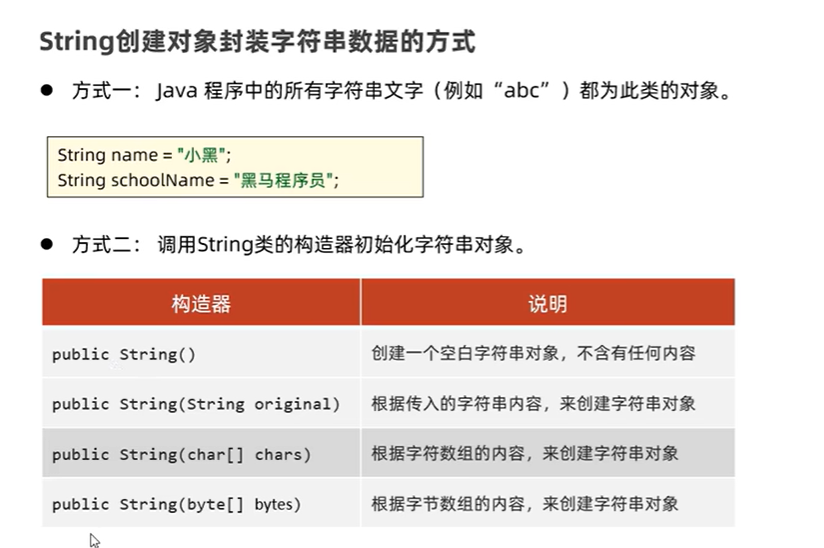 String创建对象封装字符串数据的方式
● 方式一： Java 程序中的所有字符串文字（例如“abc”）都为此类的对象。
String name = "小黑";
String schoolName = "黑马程序员";
● 方式二： 调用String类的构造器初始化字符串对象。
构造器 说明
public String() 创建一个空白字符串对象，不含有任何内容
public String(String original) 根据传入的字符串内容，来创建字符串对象
public String(char[] chars) 根据字符数组的内容，来创建字符串对象
public String(byte[] bytes) 根据字节数组的内容，来创建字符串对象